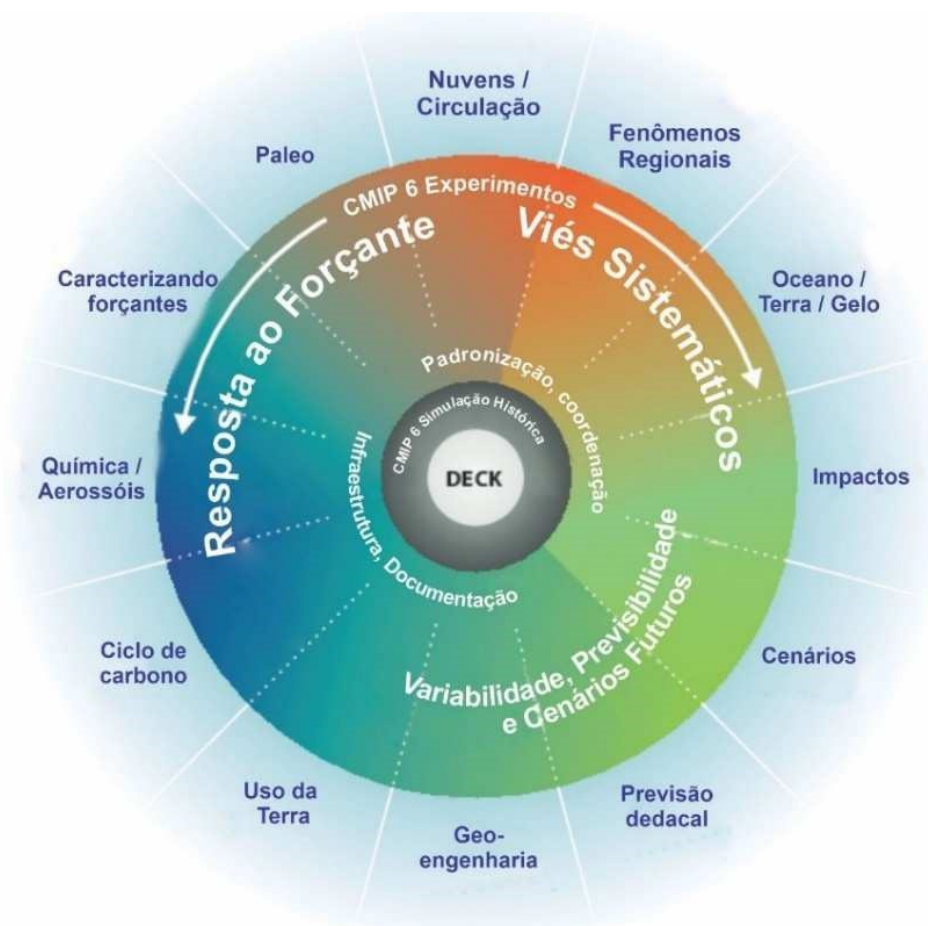 Nuvens /
Circulação
Fenômenos
Regionais
Oceano /
Terra / Gelo
Impactos
Cenários
Previsão
dedacal
Geo-
engenharia
Uso da
Terra
Ciclo de
carbono
Química /
Aerossóis
Caracterizando
forçantes
Paleo
CMIP 6 Experimentos
Resposta ao Forçante
Viés Sistemáticos
Variabilidade, Previsibilidade
e Cenários Futuros
Padronização, coordenação
Infraestrutura, Documentação
CMIP 6 Simulação Histórica
DECK